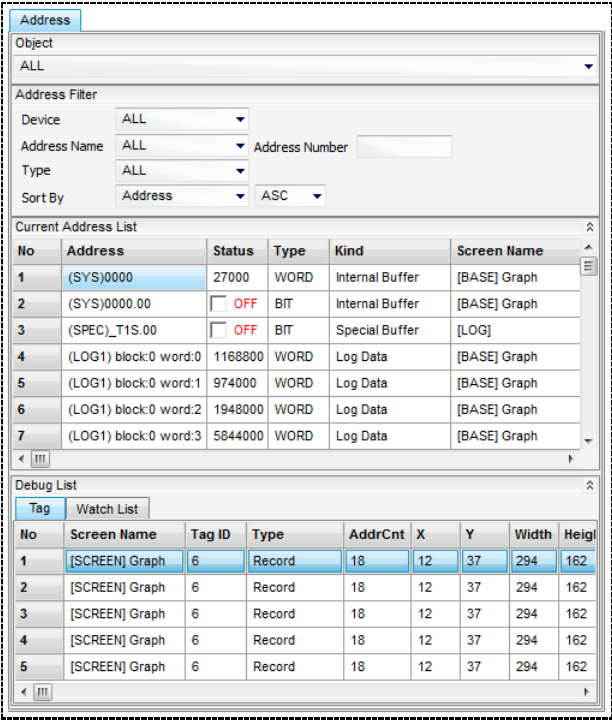 Address
Object
ALL
Address Filter
Device ALL
Address Name ALL Address Number
Type ALL
Sort By Address ASC
Current Address List
No Address Status Type Kind Screen Name
1 (SYS)0000 27000 WORD Internal Buffer [BASE] Graph
2 (SYS)0000.00 OFF BIT Internal Buffer [BASE] Graph
3 (SPEC)_T1S.00 OFF BIT Special Buffer [LOG]
4 (LOG1) block:0 word:0 1168800 WORD Log Data [BASE] Graph
5 (LOG1) block:0 word:1 974000 WORD Log Data [BASE] Graph
6 (LOG1) block:0 word:2 1948000 WORD Log Data [BASE] Graph
7 (LOG1) block:0 word:3 5844000 WORD Log Data [BASE] Graph
Debug List
Tag Watch List
No Screen Name Tag ID Type AddrCnt X Y Width Heigl
1 [SCREEN] Graph 6 Record 18 12 37 294 162
2 [SCREEN] Graph 6 Record 18 12 37 294 162
3 [SCREEN] Graph 6 Record 18 12 37 294 162
4 [SCREEN] Graph 6 Record 18 12 37 294 162
5 [SCREEN] Graph 6 Record 18 12 37 294 162